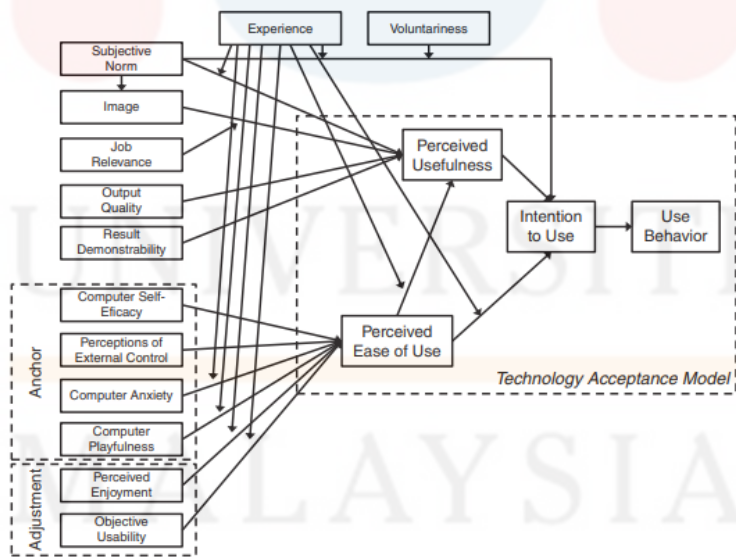 Experience
Voluntariness
Subjective
Norm
Image
Job
Relevance
Output
Quality
Result
Demonstrability
Perceived
Usefulness
Intention
to Use
Use
Behavior
Anchor
Computer Self-
Eficacy
Perceptions of
External Control
Computer Anxiety
Computer
Playfulness
Perceived
Ease of Use
Technology Acceptance Model
Adjustment
Perceived
Enjoyment
Objective
Usability
UNIVERSITI
MALAYSIA